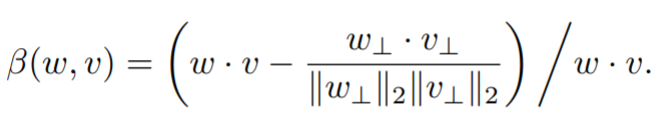 β(w, v) = (w · v − w⊥ · v⊥ / ‖w⊥‖₂‖v⊥‖₂) / w · v.